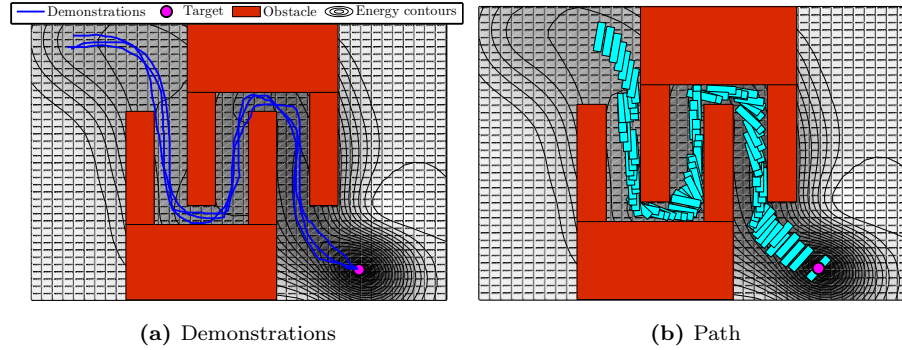 Demonstrations Target Obstacle Energy contours
(a) Demonstrations
(b) Path